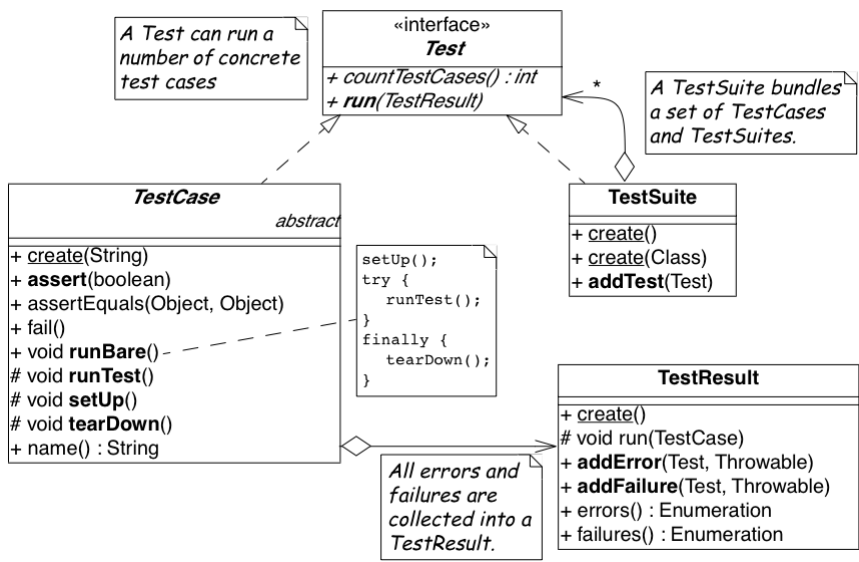 A Test can run a
number of concrete
test cases
«interface»
Test
+ countTestCases() : int
+ run(TestResult)
*
A TestSuite bundles
a set of TestCases
and TestSuites.
TestCase
abstract
+ create(String)
+ assert(boolean)
+ assertEquals(Object, Object)
+ fail()
+ void runBare()
# void runTest()
# void setUp()
# void tearDown()
+ name() : String
setUp();
try {
runTest();
}
finally {
tearDown();
}
TestSuite
+ create()
+ create(Class)
+ addTest(Test)
TestResult
+ create()
# void run(TestCase)
+ addError(Test, Throwable)
+ addFailure(Test, Throwable)
+ errors() : Enumeration
+ failures() : Enumeration
All errors and
failures are
collected into a
TestResult.